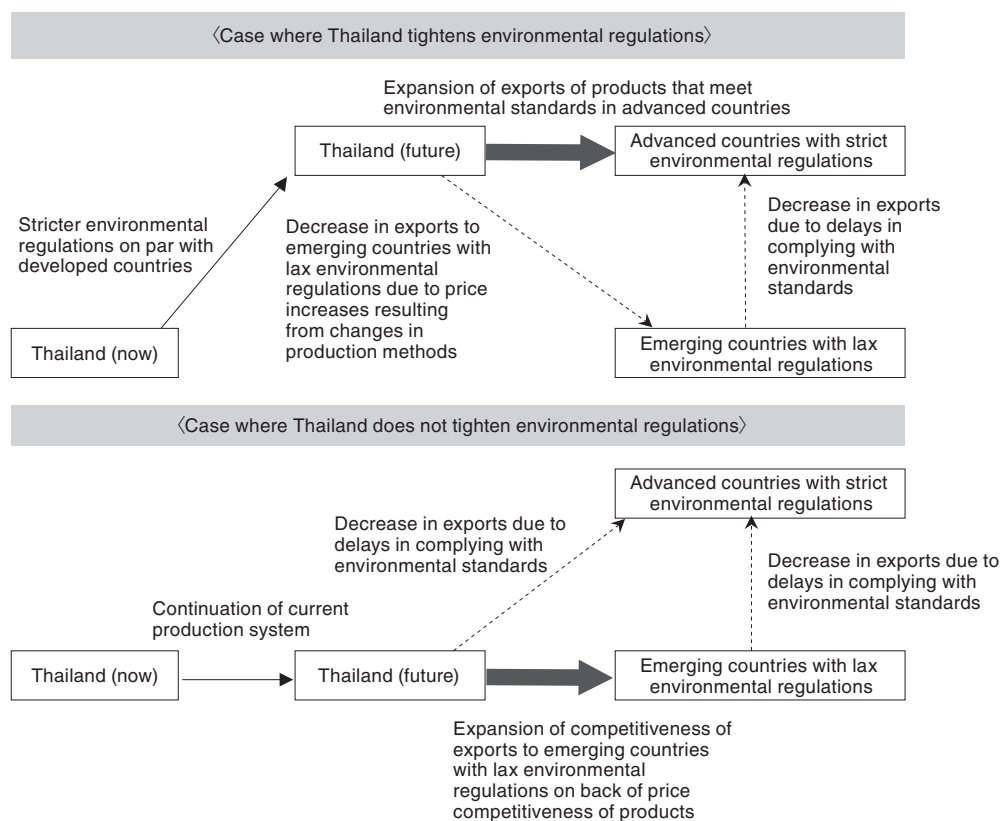 〈Case where Thailand tightens environmental regulations〉
Expansion of exports of products that meet
environmental standards in advanced countries
Thailand (future)
Advanced countries with strict
environmental regulations
Stricter environmental
regulations on par with
developed countries
Decrease in exports to
emerging countries with
lax environmental
regulations due to price
increases resulting
from changes in
production methods
Decrease in exports
due to delays in
complying with
environmental
standards
Thailand (now)
Emerging countries with lax
environmental regulations
〈Case where Thailand does not tighten environmental regulations〉
Advanced countries with strict
environmental regulations
Decrease in exports due to
delays in complying with
environmental standards
Decrease in exports due to
delays in complying with
environmental standards
Continuation of current
production system
Thailand (now)
Thailand (future)
Emerging countries with lax
environmental regulations
Expansion of competitiveness of
exports to emerging countries
with lax environmental
regulations on back of price
competitiveness of products